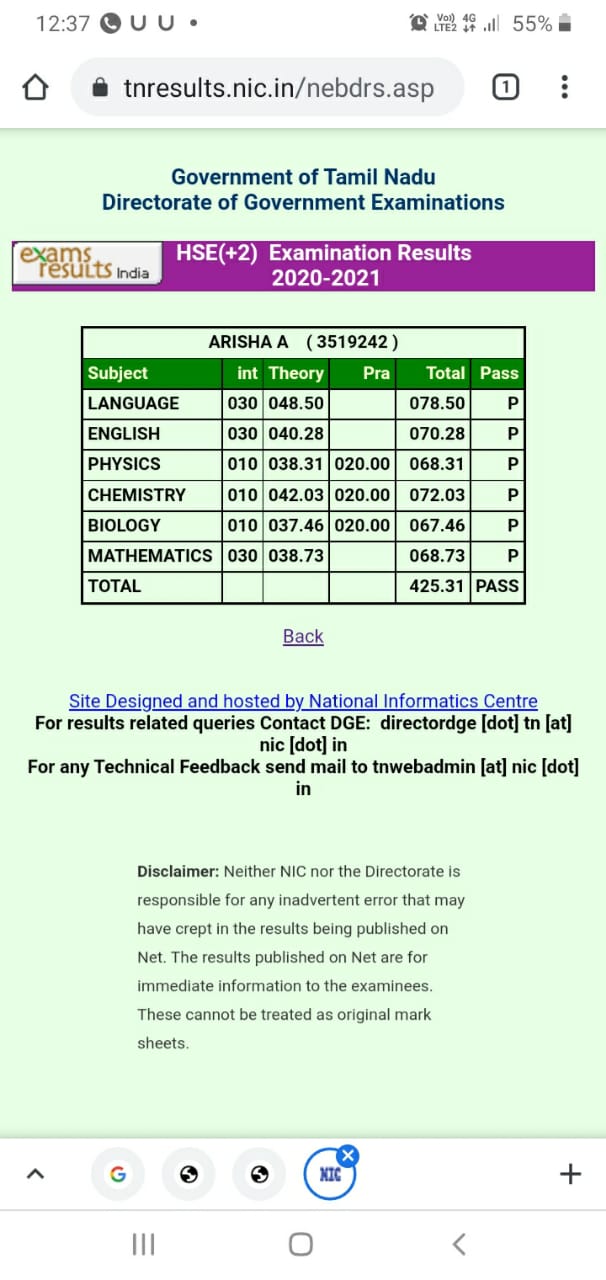 12:37 U U •
Vo)) 4G
LTE2 55%
tnresults.nic.in/nebdrs.asp 1
Government of Tamil Nadu
Directorate of Government Examinations
exams
results India
HSE(+2) Examination Results
2020-2021
ARISHA A (3519242)
Subject int Theory Pra Total Pass
LANGUAGE 030 048.50 078.50 P
ENGLISH 030 040.28 070.28 P
PHYSICS 010 038.31 020.00 068.31 P
CHEMISTRY 010 042.03 020.00 072.03 P
BIOLOGY 010 037.46 020.00 067.46 P
MATHEMATICS 030 038.73 068.73 P
TOTAL 425.31 PASS
Back
Site Designed and hosted by National Informatics Centre
For results related queries Contact DGE: directordge [dot] tn [at]
nic [dot] in
For any Technical Feedback send mail to tnwebadmin [at] nic [dot]
in
Disclaimer: Neither NIC nor the Directorate is
responsible for any inadvertent error that may
have crept in the results being published on
Net. The results published on Net are for
immediate information to the examinees.
These cannot be treated as original mark
sheets.
G NIC